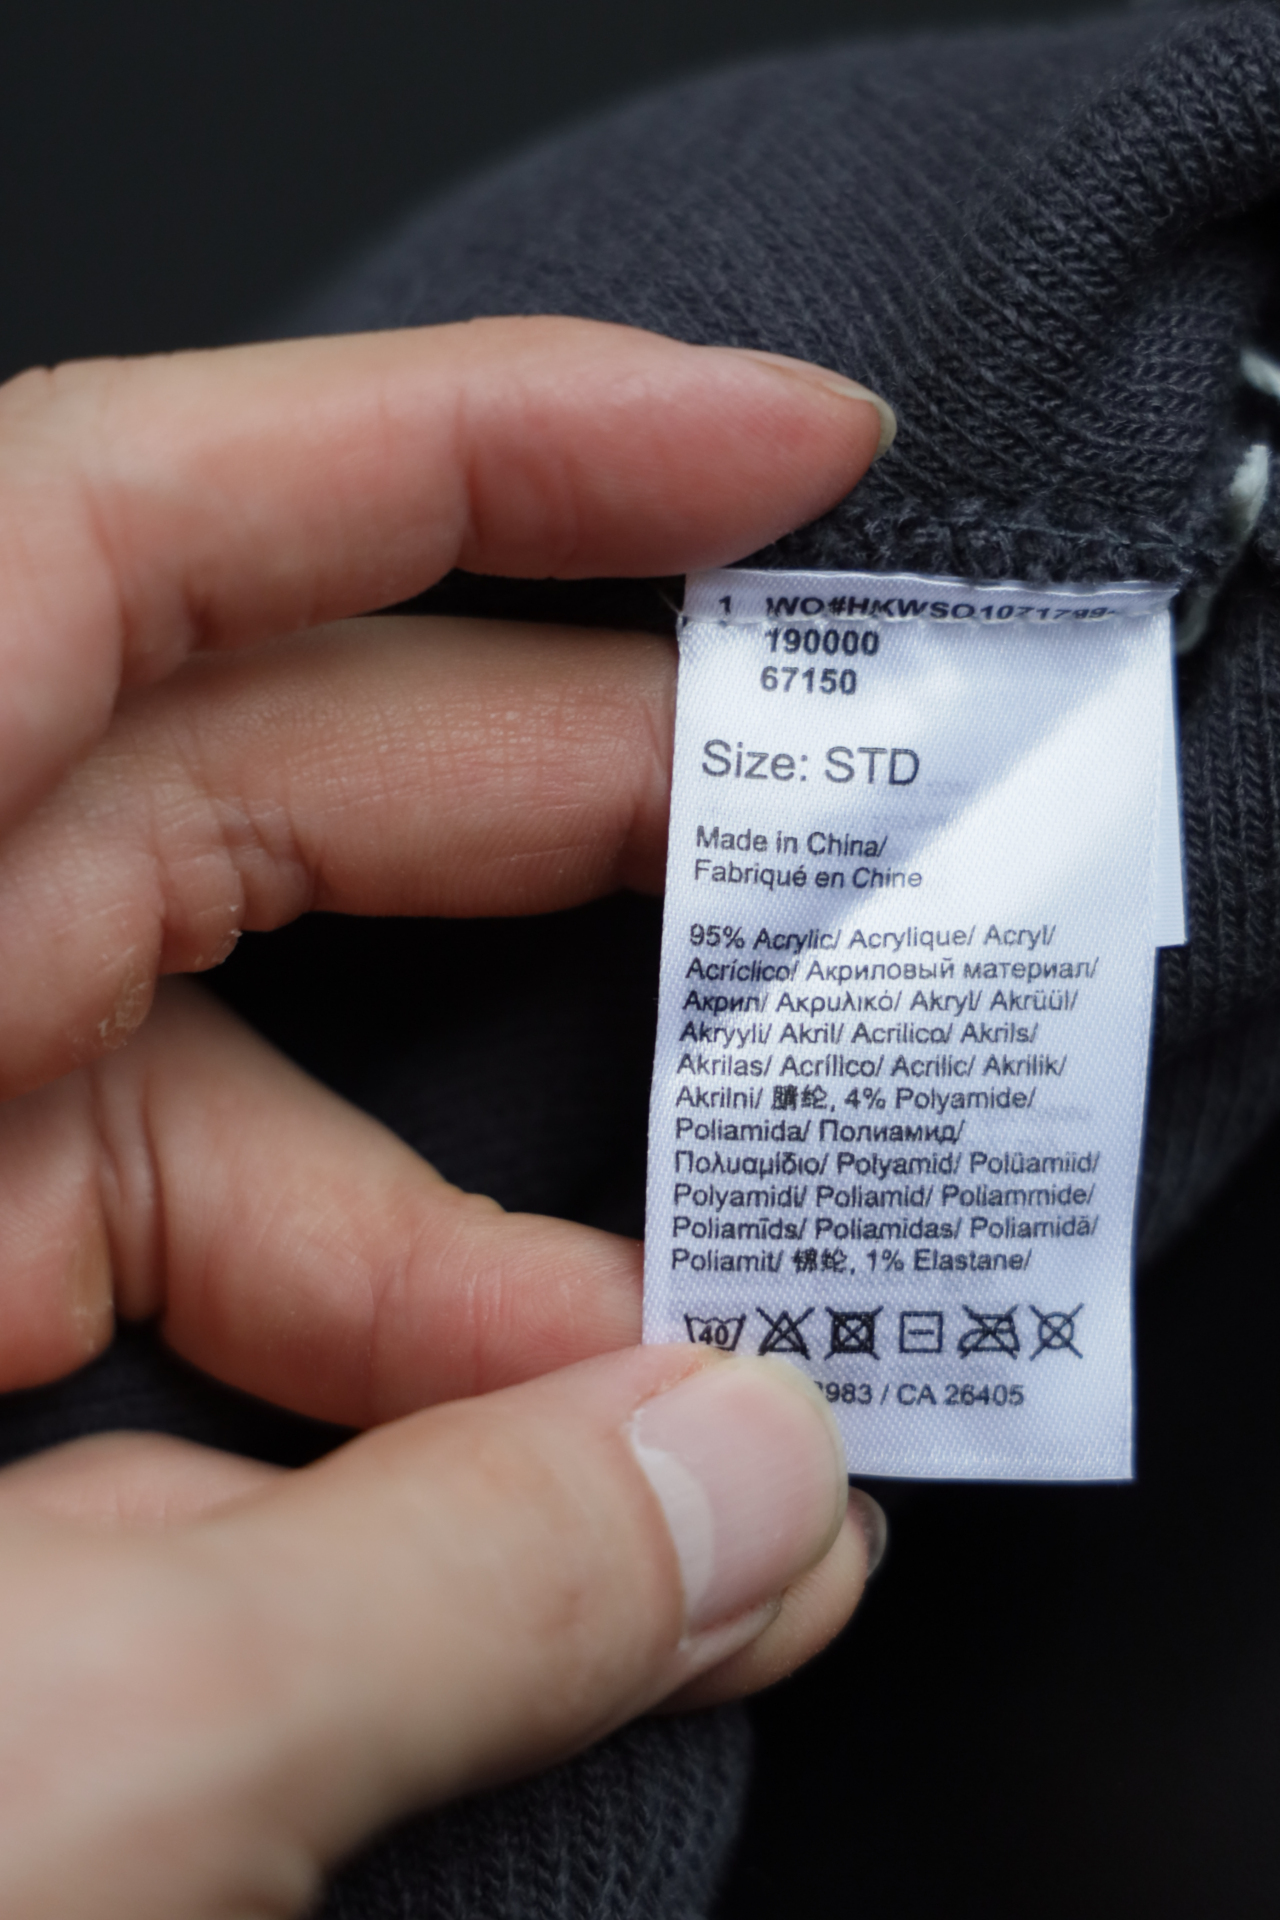 1 WO#HKWSO1071799-
190000
67150
Size: STD
Made in China/
Fabriqué en Chine
95% Acrylic/ Acrylique/ Acryl/
Acríclico/ Акриловый материал/
Акрил/ Ακρυλικό/ Akryl/ Akrüül/
Akryyli/ Akril/ Acrilico/ Akrils/
Akrilas/ Acrílico/ Acrilic/ Akrilik/
Akrilni/ 腈纶, 4% Polyamide/
Poliamida/ Полиамид/
Πολυαμίδιο/ Polyamid/ Polüamiid/
Polyamidi/ Poliamid/ Poliammide/
Poliamīds/ Poliamidas/ Poliamidă/
Poliamit/ 锦纶, 1% Elastane/
40
983 / CA 26405